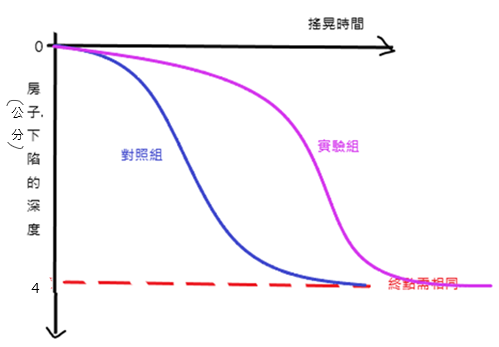 搖晃時間
0
房子下陷的深度
(公分)
對照組
實驗組
4
終點需相同